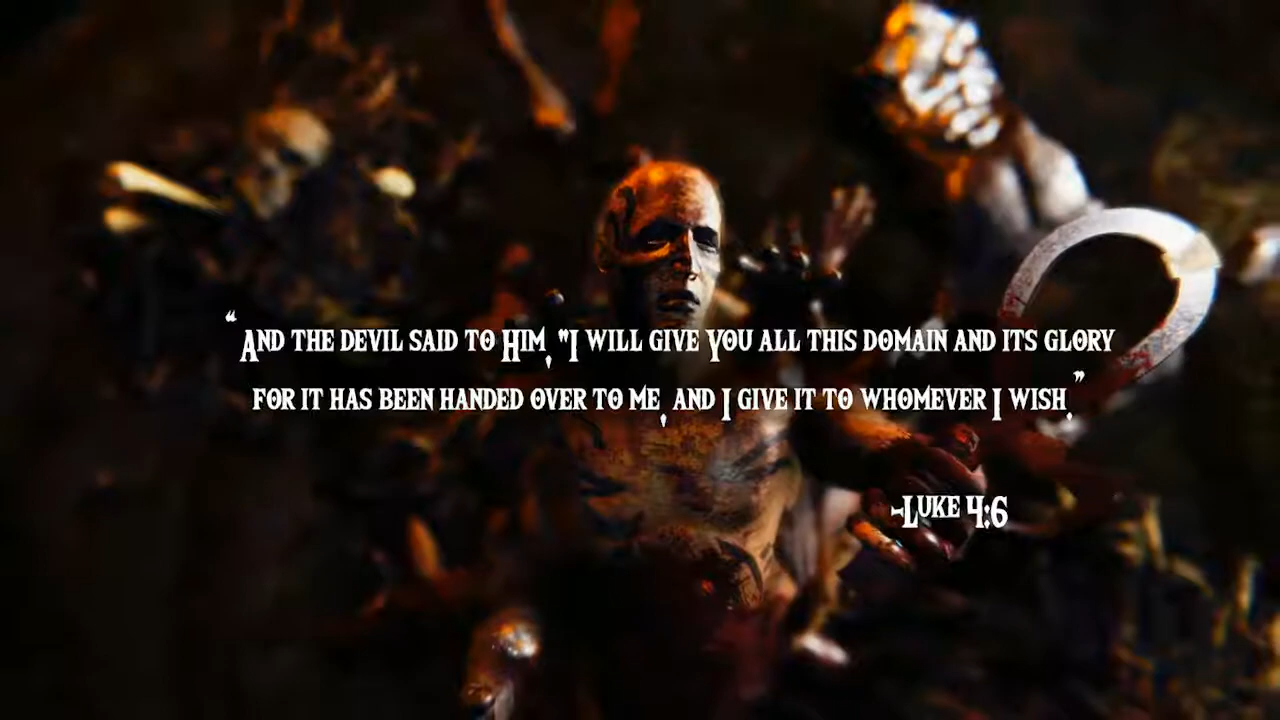 “And the devil said to Him, "I will give You all this domain and its glory
for it has been handed over to me, and I give it to whomever I wish.”
-Luke 4:6